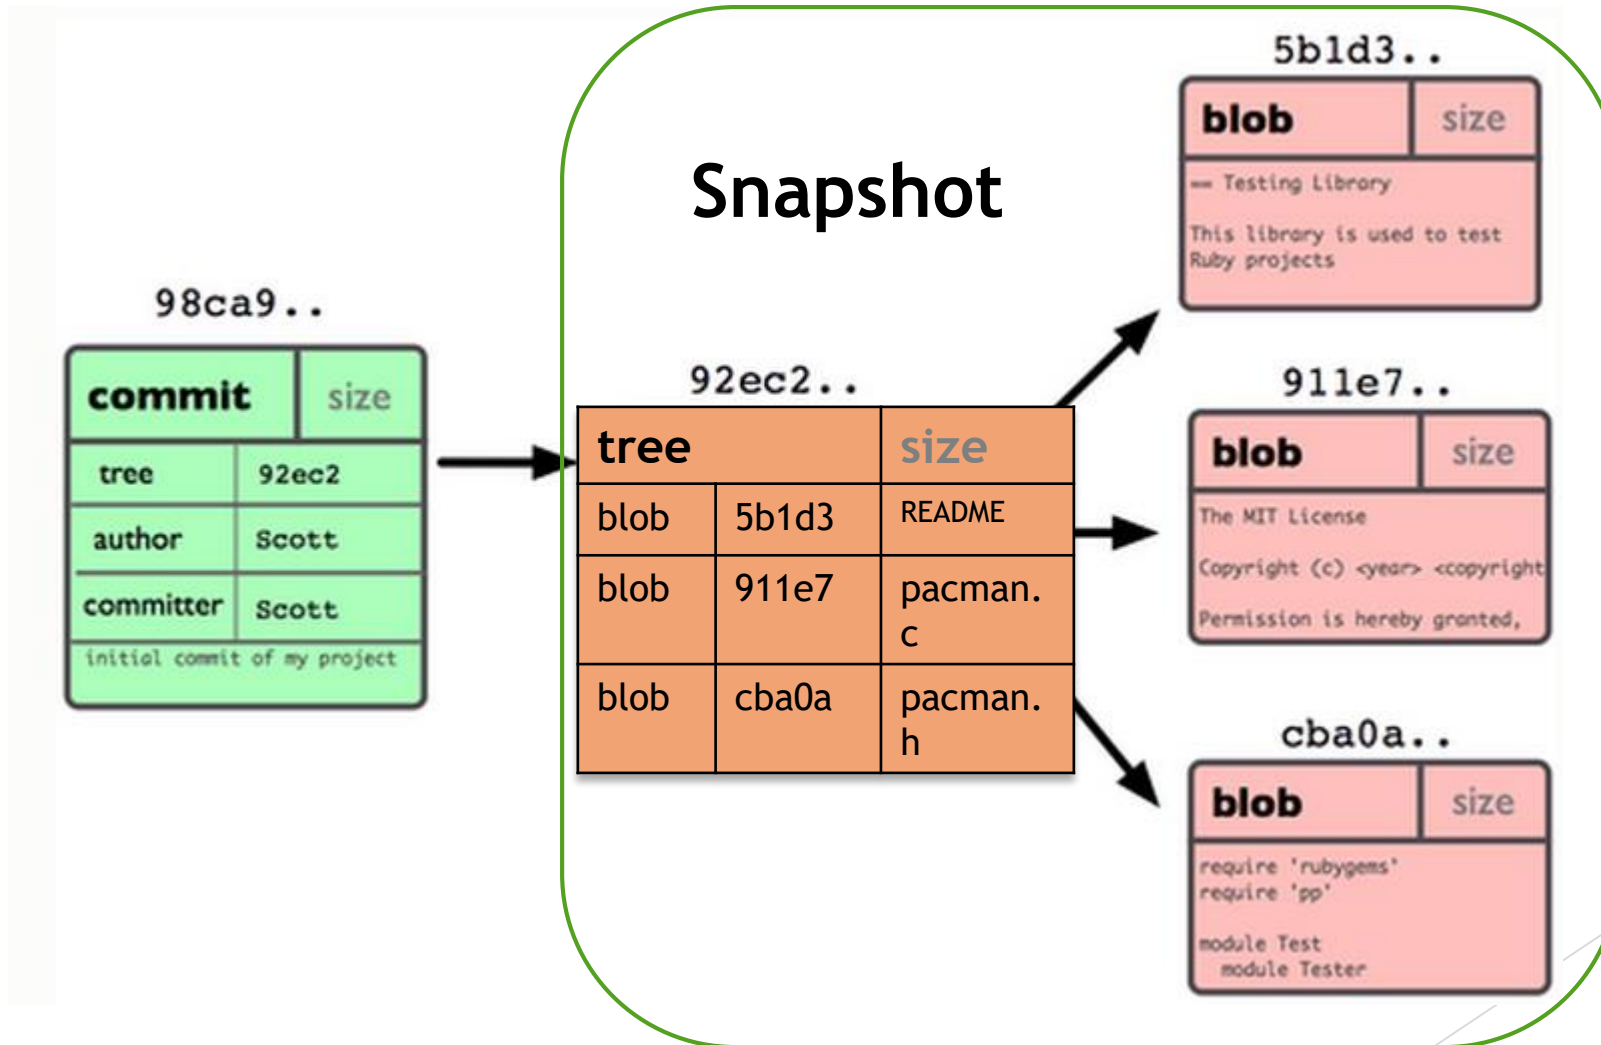 Snapshot
98ca9..
commit size
tree 92ec2
author Scott
committer Scott
initial commit of my project
92ec2..
tree size
blob 5b1d3 README
blob 911e7 pacman.
c
blob cba0a pacman.
h
5b1d3..
blob size
== Testing Library
This library is used to test
Ruby projects
911e7..
blob size
The MIT License
Copyright (c) <year> <copyright
Permission is hereby granted,
cba0a..
blob size
require 'rubygems'
require 'pp'
module Test
module Tester